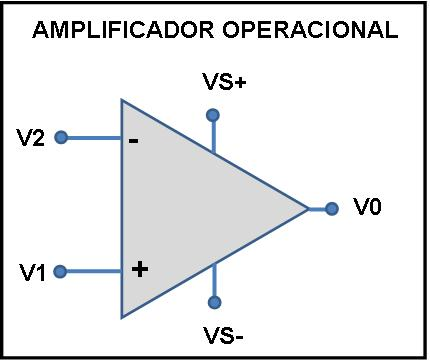 AMPLIFICADOR OPERACIONAL
VS+
V2
-
V0
V1
+
VS-